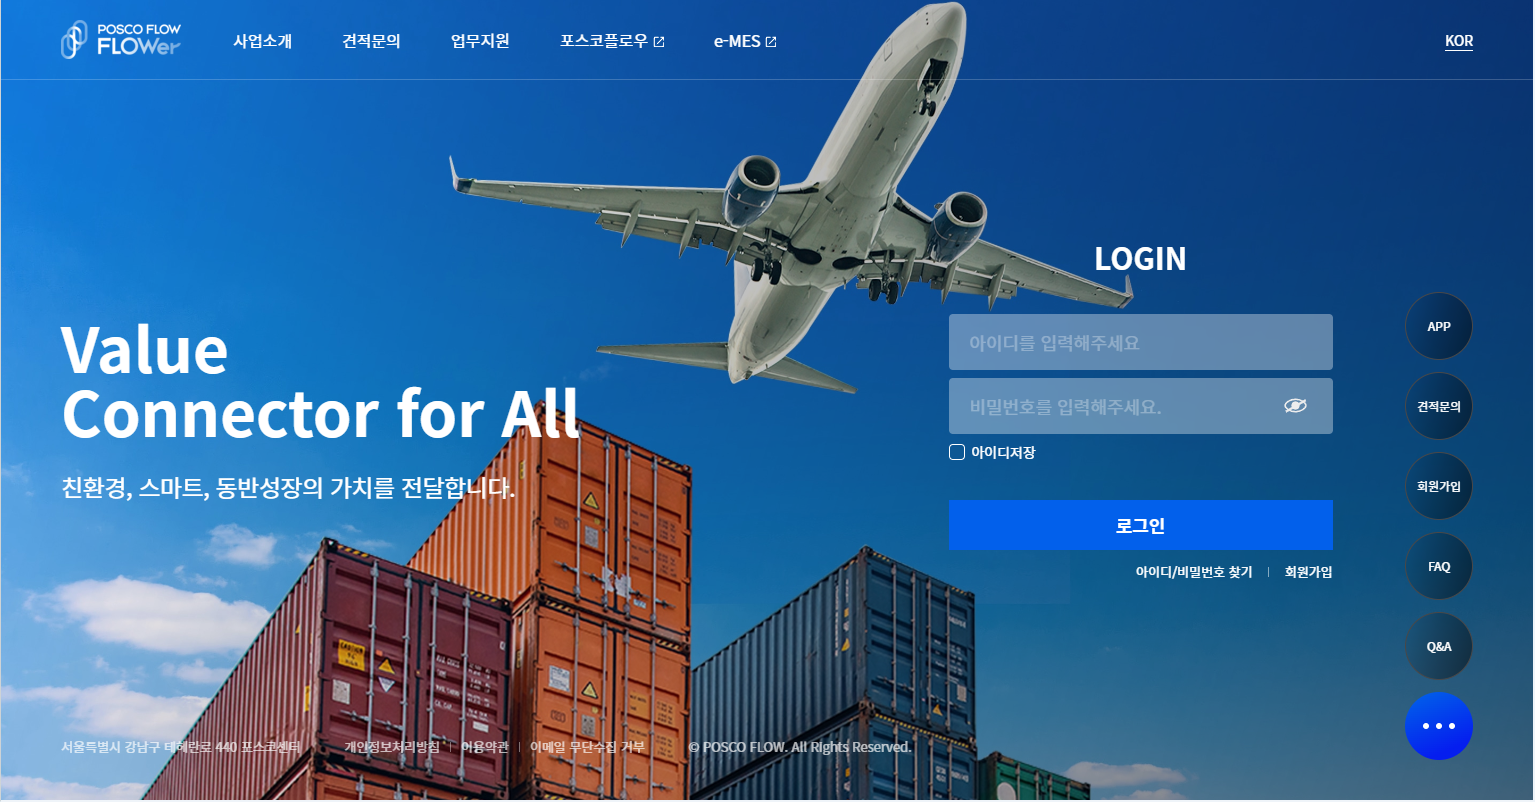 POSCO FLOW
FLOWer
사업소개
견적문의
업무지원
포스코플로우
e-MES
KOR
Value
Connector for All
친환경, 스마트, 동반성장의 가치를 전달합니다.
LOGIN
아이디를 입력해주세요
비밀번호를 입력해주세요.
아이디저장
로그인
아이디/비밀번호 찾기
회원가입
APP
견적문의
회원가입
FAQ
Q&A
서울특별시 강남구 테헤란로 440 포스코센터
개인정보처리방침
이용약관
이메일 무단수집 거부
© POSCO FLOW. All Rights Reserved.